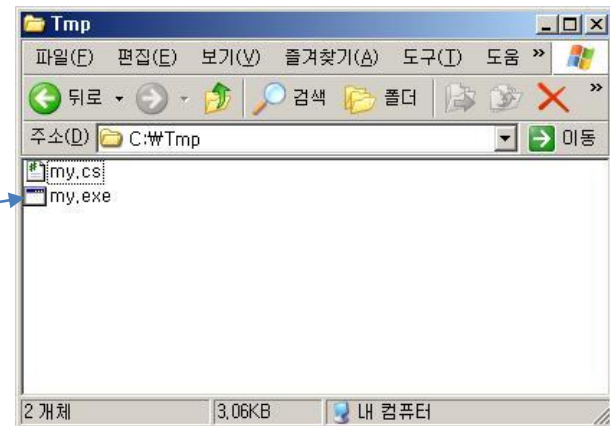 Tmp
파일(F) 편집(E) 보기(V) 즐겨찾기(A) 도구(T) 도움 »
뒤로 검색 폴더 »
주소(D) C:₩Tmp 이동
my.cs
my.exe
2 개체 3,06KB 내 컴퓨터